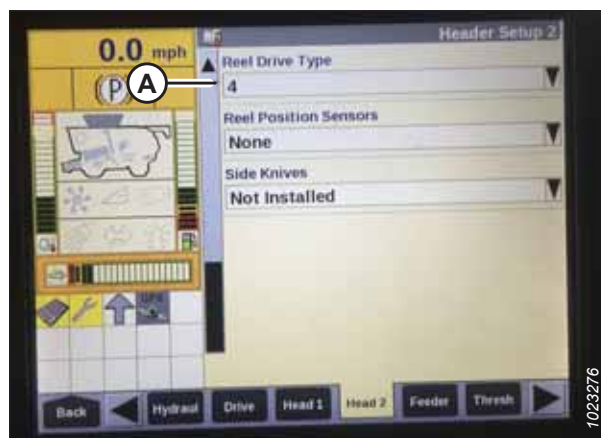 0.0 mph
Header Setup 2
Reel Drive Type
A
4
(P)
Reel Position Sensors
None
Side Knives
Not Installed
GPS
Back
Hydraul
Drive
Head 1
Head 2
Feeder
Thresh
1023276